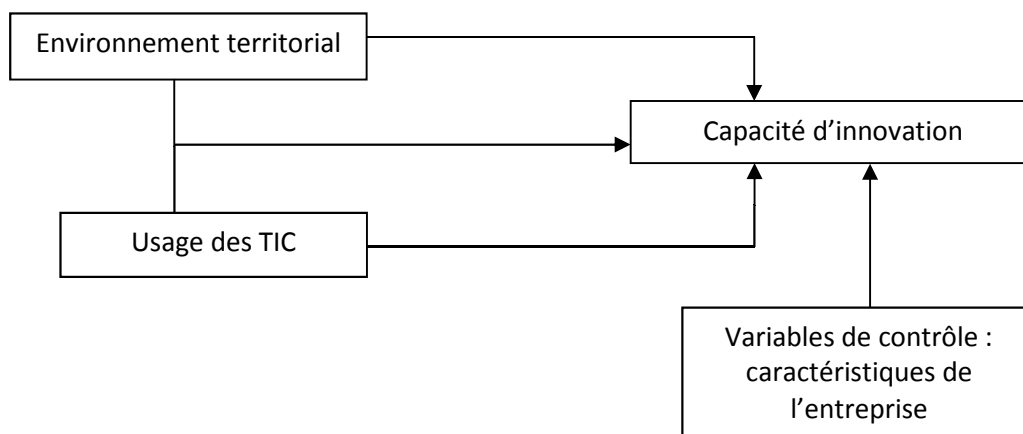 Environnement territorial
Capacité d’innovation
Usage des TIC
Variables de contrôle :
caractéristiques de
l’entreprise